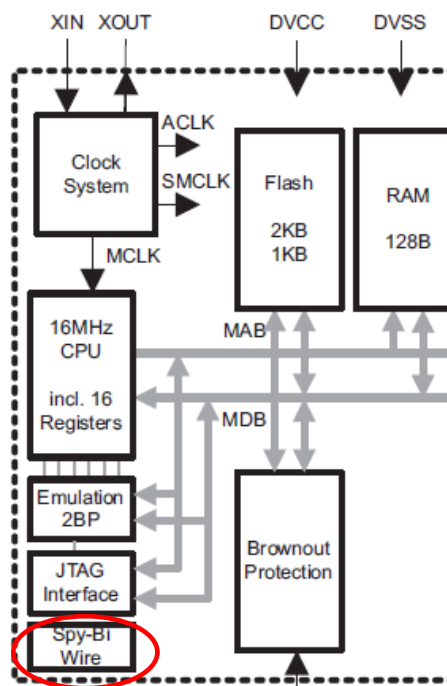 XIN
XOUT
DVCC
DVSS
Clock
System
ACLK
SMCLK
MCLK
Flash
2KB
1KB
RAM
128B
16MHz
CPU
incl. 16
Registers
MAB
MDB
Emulation
2BP
JTAG
Interface
Brownout
Protection
Spy-Bi
Wire